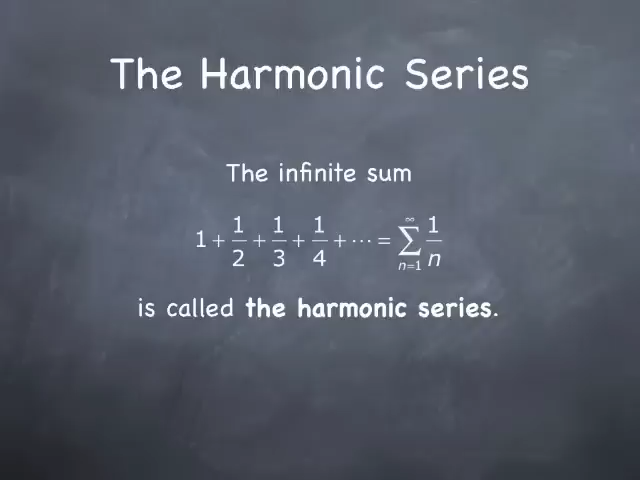 The Harmonic Series
The infinite sum
1 + 1/2 + 1/3 + 1/4 + ⋯ = ∑_{n=1}^{∞} 1/n
is called the harmonic series.